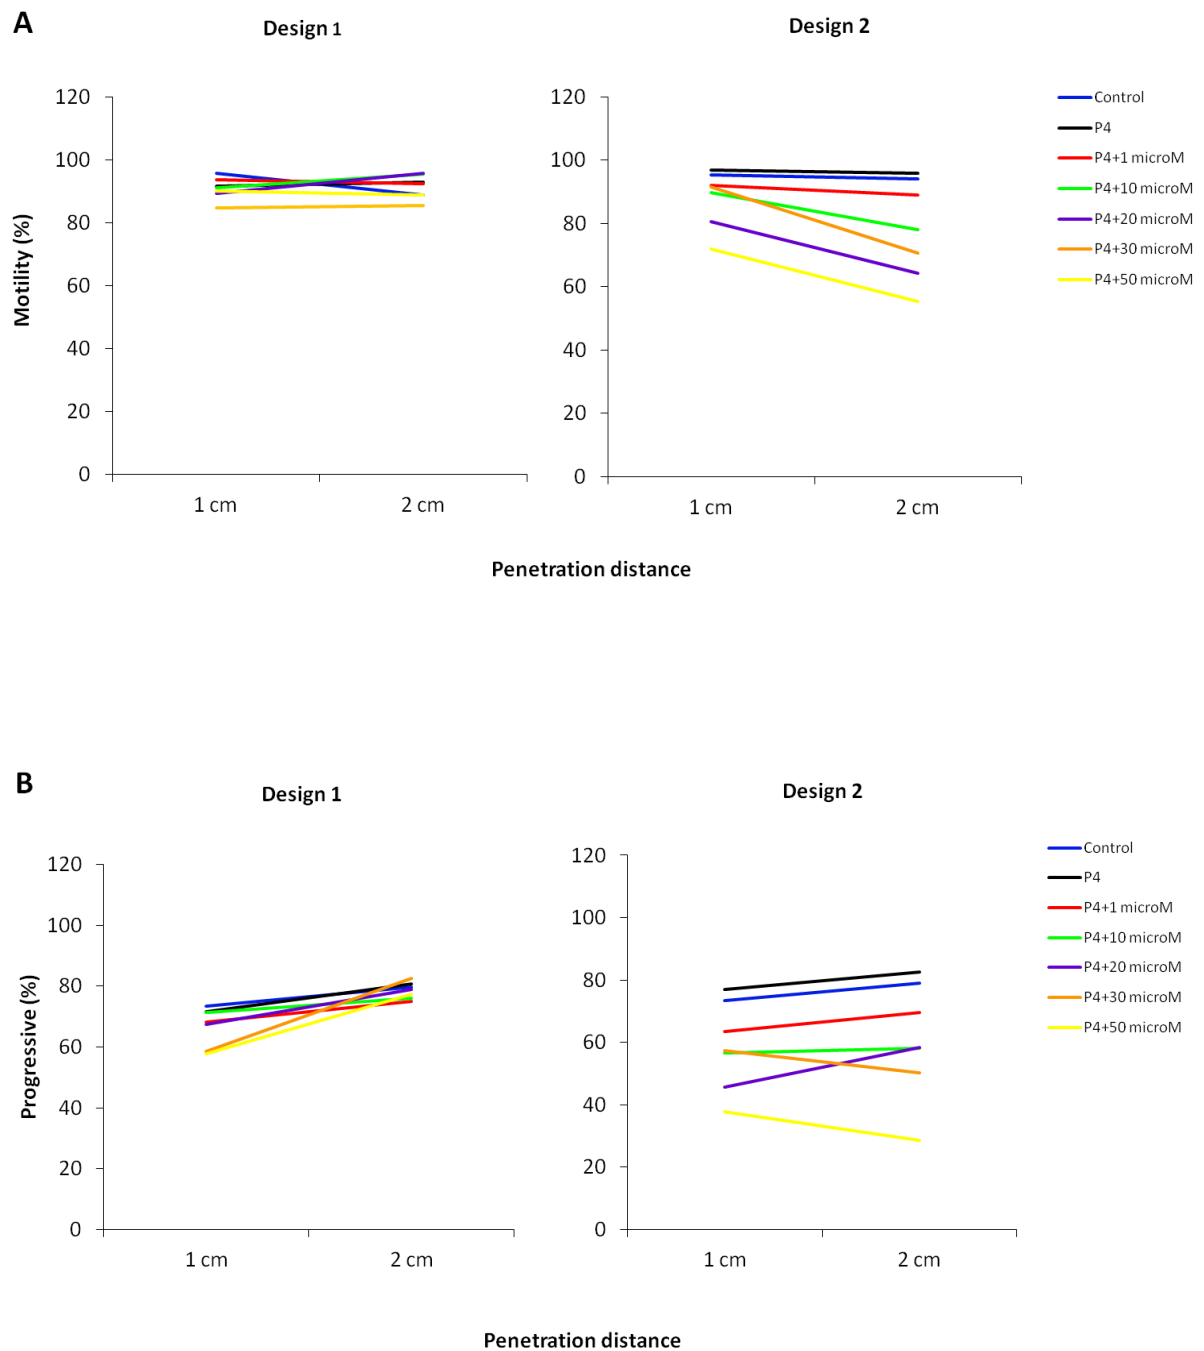 A
Design 1
Design 2
120
100
80
60
40
20
0
Motility (%)
1 cm
2 cm
120
100
80
60
40
20
0
1 cm
2 cm
Control
P4
P4+1 microM
P4+10 microM
P4+20 microM
P4+30 microM
P4+50 microM
Penetration distance
B
Design 1
Design 2
120
100
80
60
40
20
0
Progressive (%)
1 cm
2 cm
120
100
80
60
40
20
0
1 cm
2 cm
Control
P4
P4+1 microM
P4+10 microM
P4+20 microM
P4+30 microM
P4+50 microM
Penetration distance